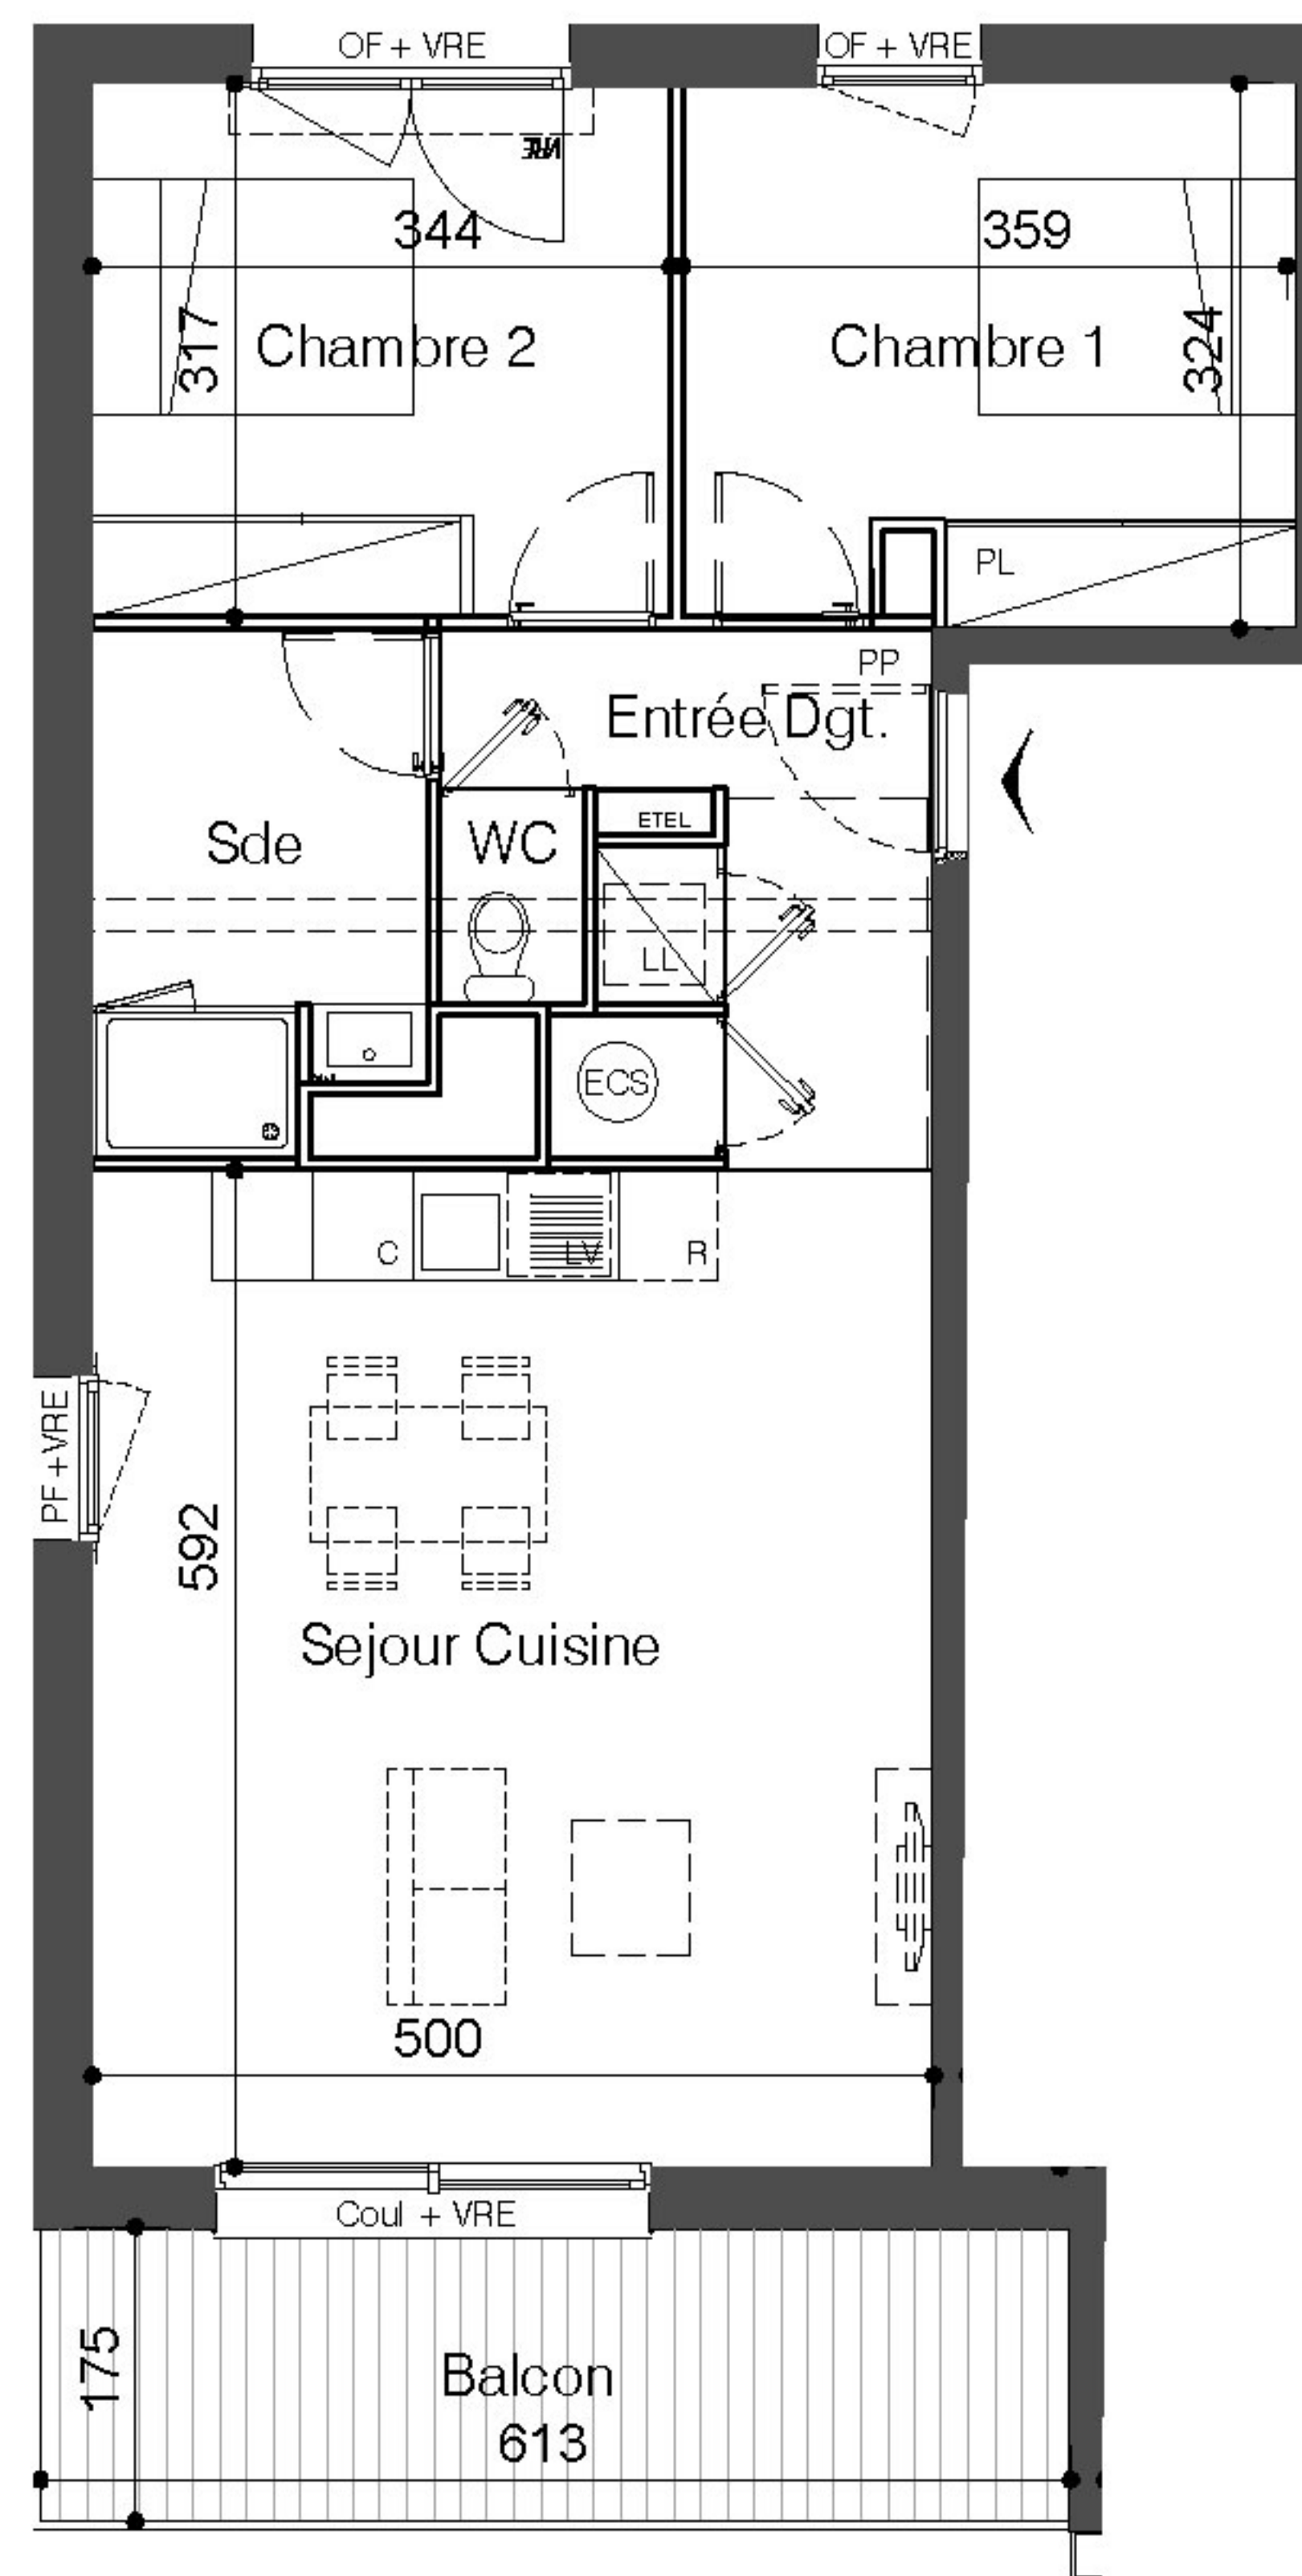 OF + VRE
OF + VRE
VRE
344
359
317
Chambre 2
Chambre 1
324
PL
PP
Entrée Dgt.
Sde
WC
ETEL
LL
ECS
C
LV
R
PF + VRE
592
Sejour Cuisine
500
Coul + VRE
175
Balcon
613